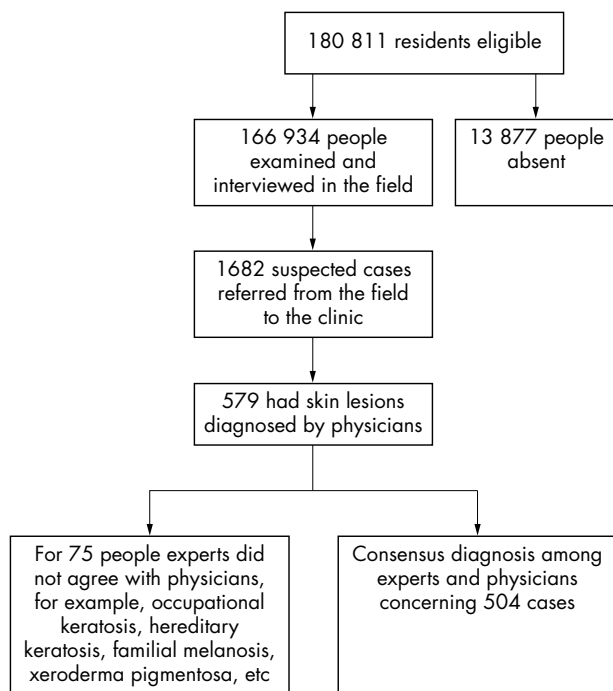 180 811 residents eligible
166 934 people
examined and
interviewed in the field
13 877 people
absent
1682 suspected cases
referred from the field
to the clinic
579 had skin lesions
diagnosed by physicians
For 75 people experts did
not agree with physicians,
for example, occupational
keratosis, hereditary
keratosis, familial melanosis,
xeroderma pigmentosa, etc
Consensus diagnosis among
experts and physicians
concerning 504 cases